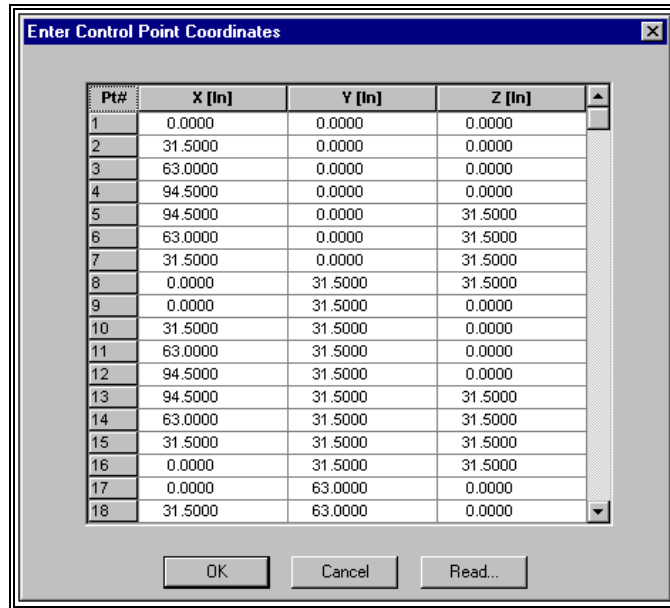 Enter Control Point Coordinates
Pt# X [In] Y [In] Z [In]
1 0.0000 0.0000 0.0000
2 31.5000 0.0000 0.0000
3 63.0000 0.0000 0.0000
4 94.5000 0.0000 0.0000
5 94.5000 0.0000 31.5000
6 63.0000 0.0000 31.5000
7 31.5000 0.0000 31.5000
8 0.0000 31.5000 31.5000
9 0.0000 31.5000 0.0000
10 31.5000 31.5000 0.0000
11 63.0000 31.5000 0.0000
12 94.5000 31.5000 0.0000
13 94.5000 31.5000 31.5000
14 63.0000 31.5000 31.5000
15 31.5000 31.5000 31.5000
16 0.0000 31.5000 31.5000
17 0.0000 63.0000 0.0000
18 31.5000 63.0000 0.0000
OK Cancel Read...